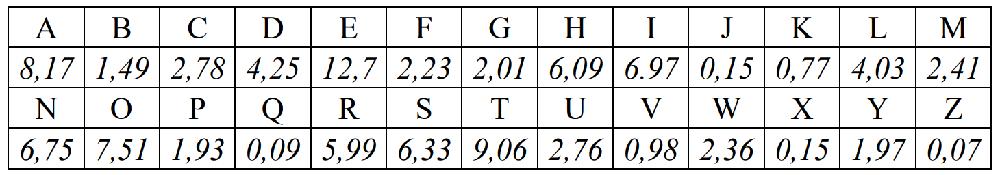 A B C D E F G H I J K L M
8,17 1,49 2,78 4,25 12,7 2,23 2,01 6,09 6.97 0,15 0,77 4,03 2,41
N O P Q R S T U V W X Y Z
6,75 7,51 1,93 0,09 5,99 6,33 9,06 2,76 0,98 2,36 0,15 1,97 0,07